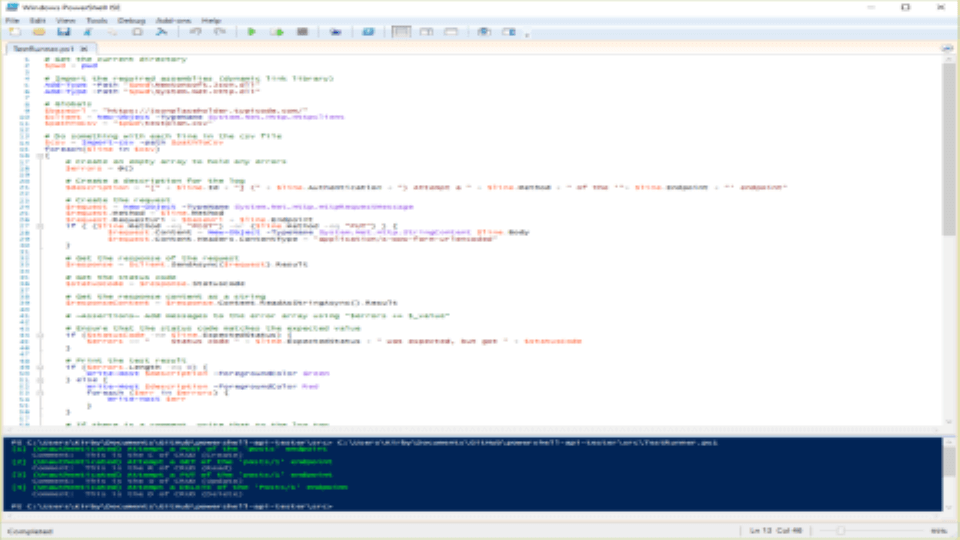 Windows PowerShell ISE
File Edit View Tools Debug Add-ons Help
TestRunner.ps1
# Get the current directory
$pwd = pwd
# Import the required assemblies (dynamic link library)
Add-Type -Path "$pwd\Newtonsoft.Json.dll"
Add-Type -Path "$pwd\System.Net.Http.dll"
# Globals
"https://jsonplaceholder.typicode.com/"
$client = New-Object -TypeName System.Net.Http.HttpClient
# Do something with each line in the csv file
$csv = Import-Csv -Path $pathToCsv
foreach($line in $csv)
{
# Create an empty array to hold any errors
$errors = @()
# Create a description for the log
$description = "[" + $line.Id + "] (" + $line.Authentication + ") Attempt a " + $line.Method + " of the '" + $line.Endpoint + "' endpoint"
# Create the request
$request = New-Object -TypeName System.Net.Http.HttpRequestMessage
$request.Method = $line.Method
$request.RequestUri = $line.Endpoint
if ( ($line.Method -eq "POST") -or ($line.Method -eq "PUT") ) {
$request.Content = New-Object -TypeName System.Net.Http.StringContent $line.Body
$request.Content.Headers.ContentType = "application/x-www-form-urlencoded"
}
# Get the response of the request
$response = $client.SendAsync($request).Result
# Get the status code
$statusCode = $response.StatusCode
# Get the response content as a string
$responseContent = $response.Content.ReadAsStringAsync().Result
# ~Assertions~ Add messages to the error array using "$errors += $_value"
# Ensure that the status code matches the expected value
if ($statusCode -ne $line.ExpectedStatus) {
$errors += " Status code " + $line.ExpectedStatus + " was expected, but got " + $statusCode
}
# Print the test result
if ($errors.Length -eq 0) {
Write-Host $description -ForegroundColor Green
} else {
Write-Host $description -ForegroundColor Red
foreach ($err in $errors) {
Write-Host $err
}
}
# If there is a comment, write that to the log too
PS C:\Users\Kirby\Documents\GitHub\powershell-api-tester\src> C:\Users\Kirby\Documents\GitHub\powershell-api-tester\src\TestRunner.ps1
[1] (Unauthenticated) Attempt a POST of the 'posts' endpoint
Comment: This is the C of CRUD (Create)
[2] (Unauthenticated) Attempt a GET of the 'posts/1' endpoint
Comment: This is the R of CRUD (Read)
[3] (Unauthenticated) Attempt a PUT of the 'posts/1' endpoint
Comment: This is the U of CRUD (Update)
[4] (Unauthenticated) Attempt a DELETE of the 'posts/1' endpoint
Comment: This is the D of CRUD (Delete)
PS C:\Users\Kirby\Documents\GitHub\powershell-api-tester\src>
Completed
Ln 13 Col 46